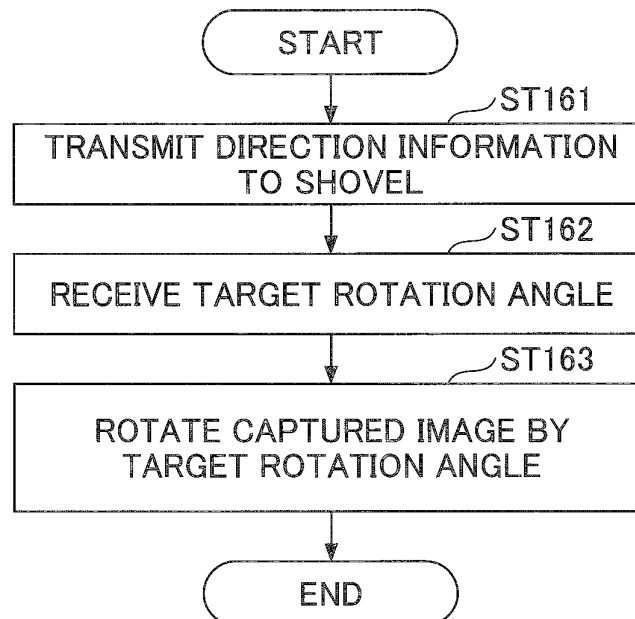 START
ST161
TRANSMIT DIRECTION INFORMATION
TO SHOVEL
ST162
RECEIVE TARGET ROTATION ANGLE
ST163
ROTATE CAPTURED IMAGE BY
TARGET ROTATION ANGLE
END